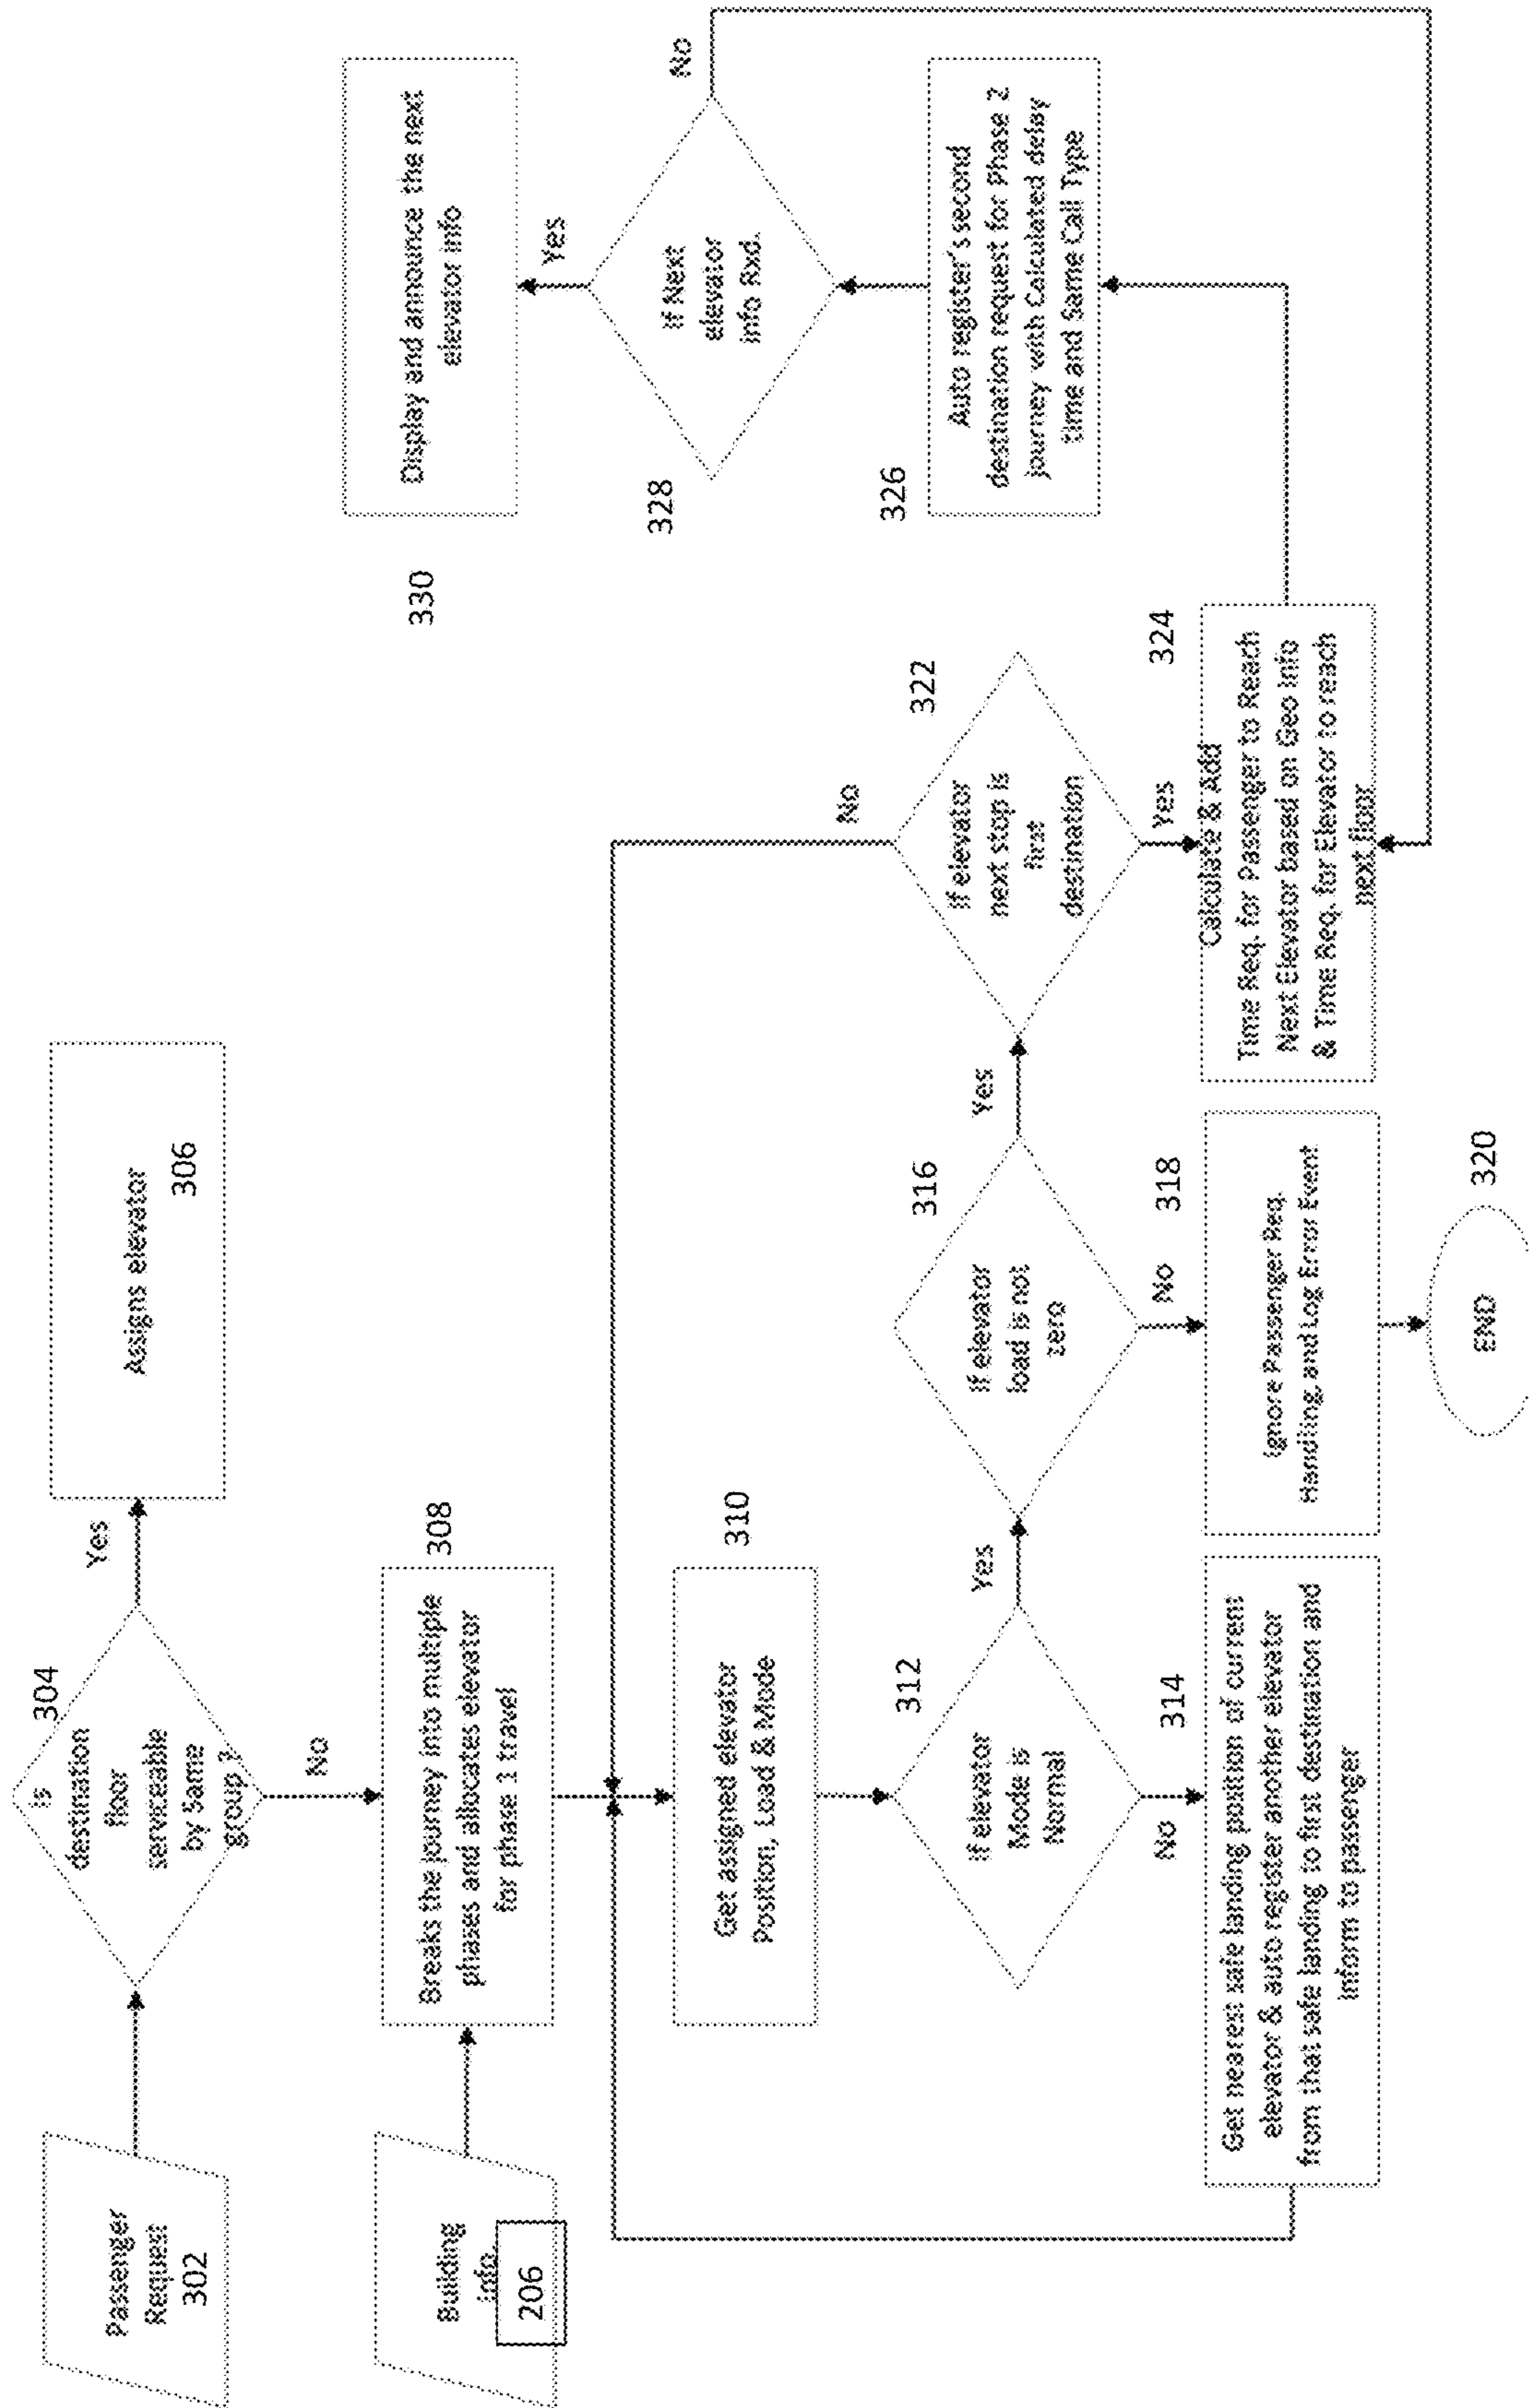 Passenger
Request
302
304
Is
destination
floor
serviceable
by Same
group ?
Yes
Assigns elevator
306
No
Building
Info.
206
308
Breaks the journey into multiple
phases and allocates elevator
for phase 1 travel
310
Get assigned elevator
Position, Load & Mode
312
If elevator
Mode is
Normal
Yes
No
314
Get nearest safe landing position of current
elevator & auto register another elevator
from that safe landing to first destination and
Inform to passenger
316
If elevator
load is not
zero
Yes
No
318
Ignore Passenger Req.
Handling, and Log Error Event
320
END
322
If elevator
next stop is
first
destination
No
Yes
324
Calculate & Add
Time Req. for Passenger to Reach
Next Elevator based on Geo Info
& Time Req. for Elevator to reach
next floor
326
Auto register's second
destination request for Phase 2
journey with Calculated delay
time and Same Call Type
328
If Next
elevator
info Rxd.
No
Yes
330
Display and announce the next
elevator info